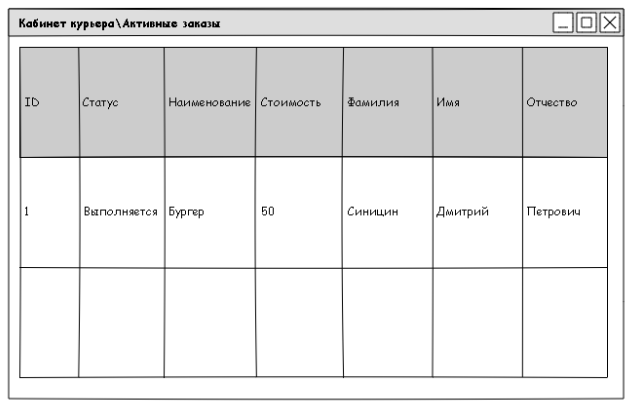 Кабинет курьера\Активные заказы
ID Статус Наименование Стоимость Фамилия Имя Отчество
1 Выполняется Бургер 50 Синицин Дмитрий Петрович